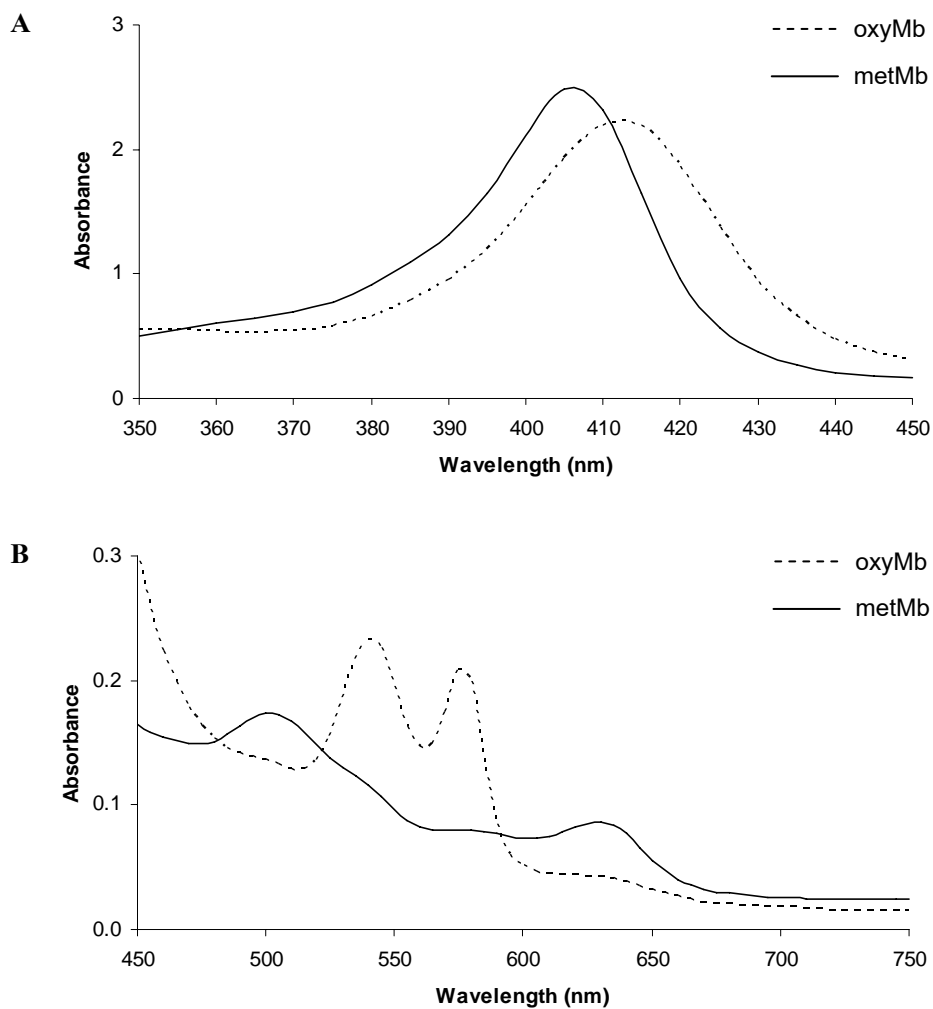 A
oxyMb
metMb
3
2
1
0
Absorbance
350 360 370 380 390 400 410 420 430 440 450
Wavelength (nm)
B
oxyMb
metMb
0.3
0.2
0.1
0.0
Absorbance
450 500 550 600 650 700 750
Wavelength (nm)